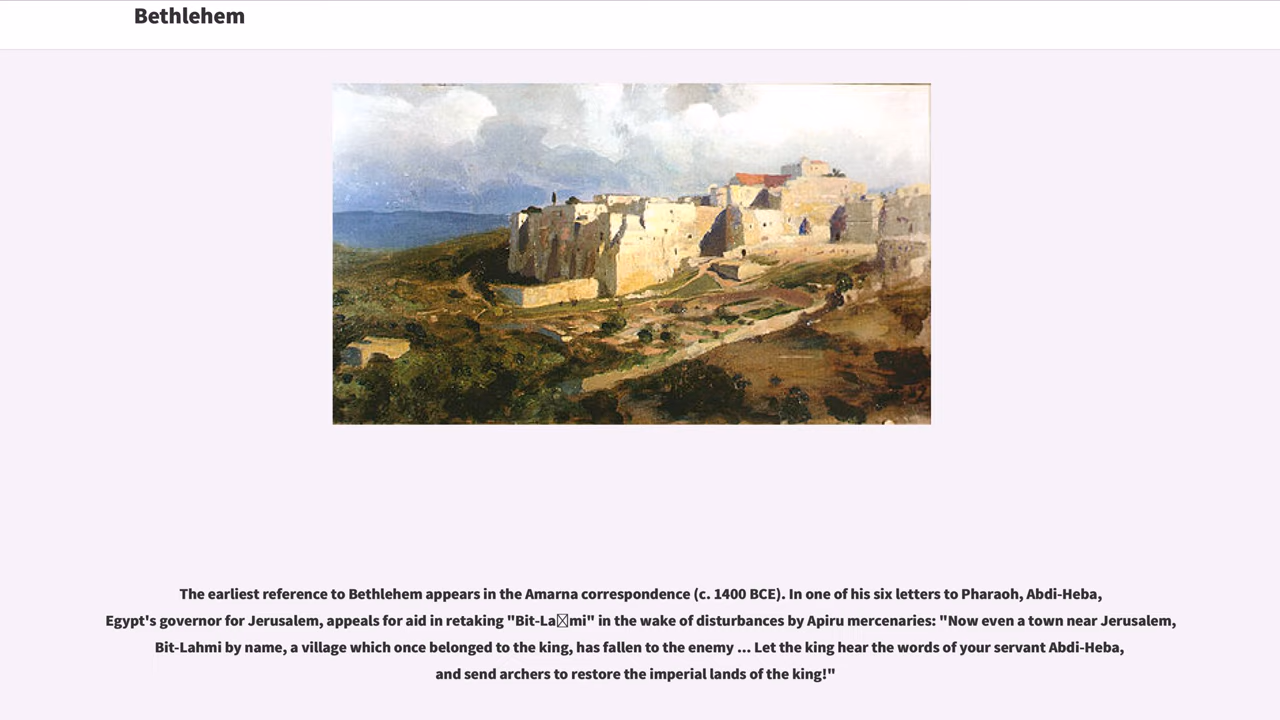 Bethlehem
The earliest reference to Bethlehem appears in the Amarna correspondence (c. 1400 BCE). In one of his six letters to Pharaoh, Abdi-Heba,
Egypt's governor for Jerusalem, appeals for aid in retaking "Bit-La□mi" in the wake of disturbances by Apiru mercenaries: "Now even a town near Jerusalem,
Bit-Lahmi by name, a village which once belonged to the king, has fallen to the enemy ... Let the king hear the words of your servant Abdi-Heba,
and send archers to restore the imperial lands of the king!"